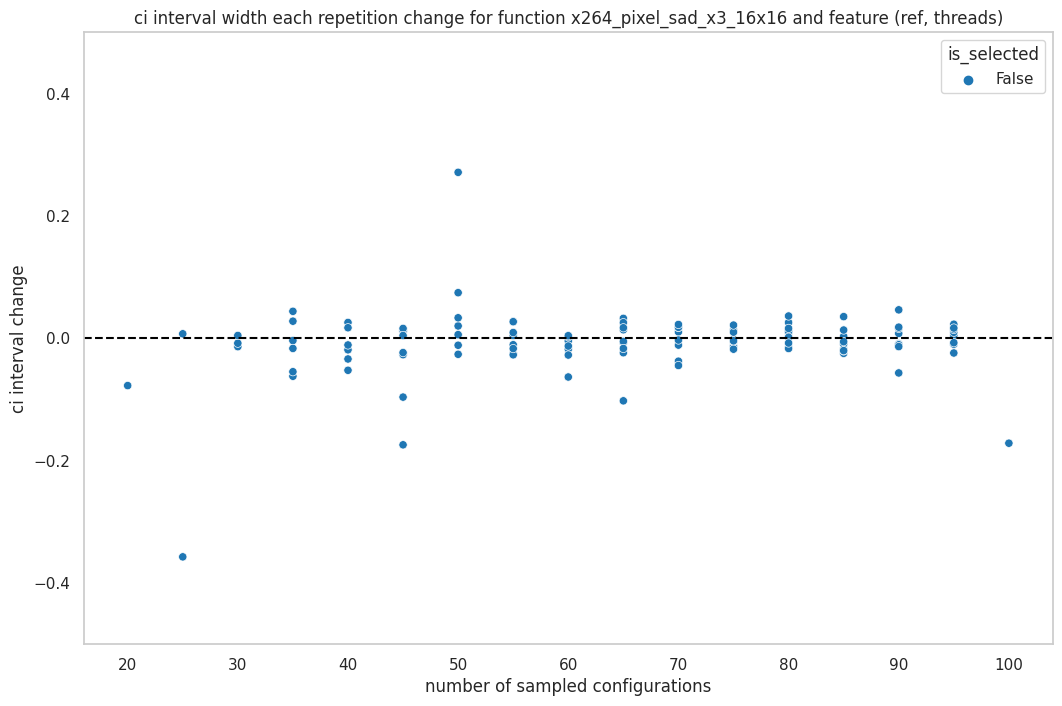 ci interval width each repetition change for function x264_pixel_sad_x3_16x16 and feature (ref, threads)
is_selected
False
ci interval change
0.4
0.2
0.0
−0.2
−0.4
20 30 40 50 60 70 80 90 100
number of sampled configurations